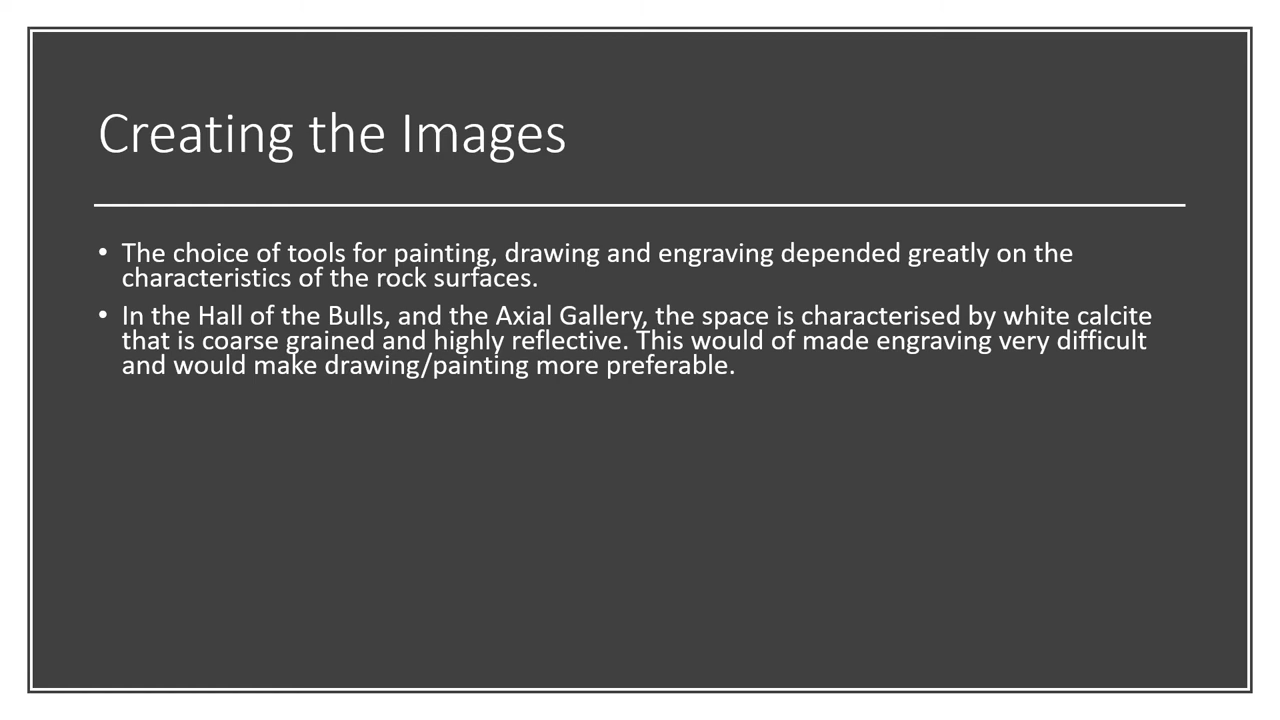 Creating the Images
• The choice of tools for painting, drawing and engraving depended greatly on the
characteristics of the rock surfaces.
• In the Hall of the Bulls, and the Axial Gallery, the space is characterised by white calcite
that is coarse grained and highly reflective. This would of made engraving very difficult
and would make drawing/painting more preferable.